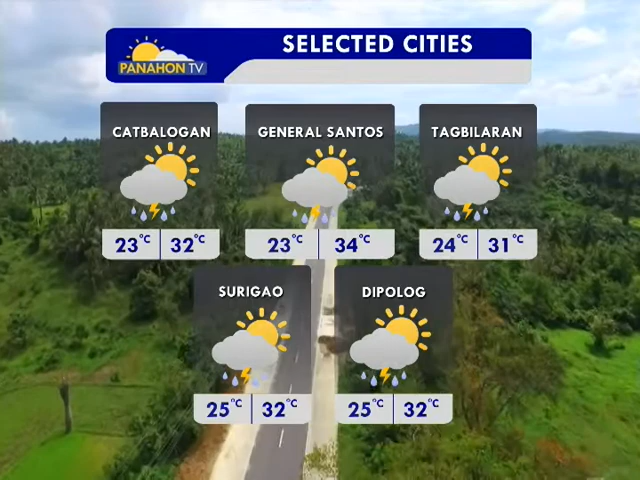 SELECTED CITIES
PANAHON TV
CATBALOGAN
23°C 32°C
GENERAL SANTOS
23°C 34°C
TAGBILARAN
24°C 31°C
SURIGAO
25°C 32°C
DIPOLOG
25°C 32°C